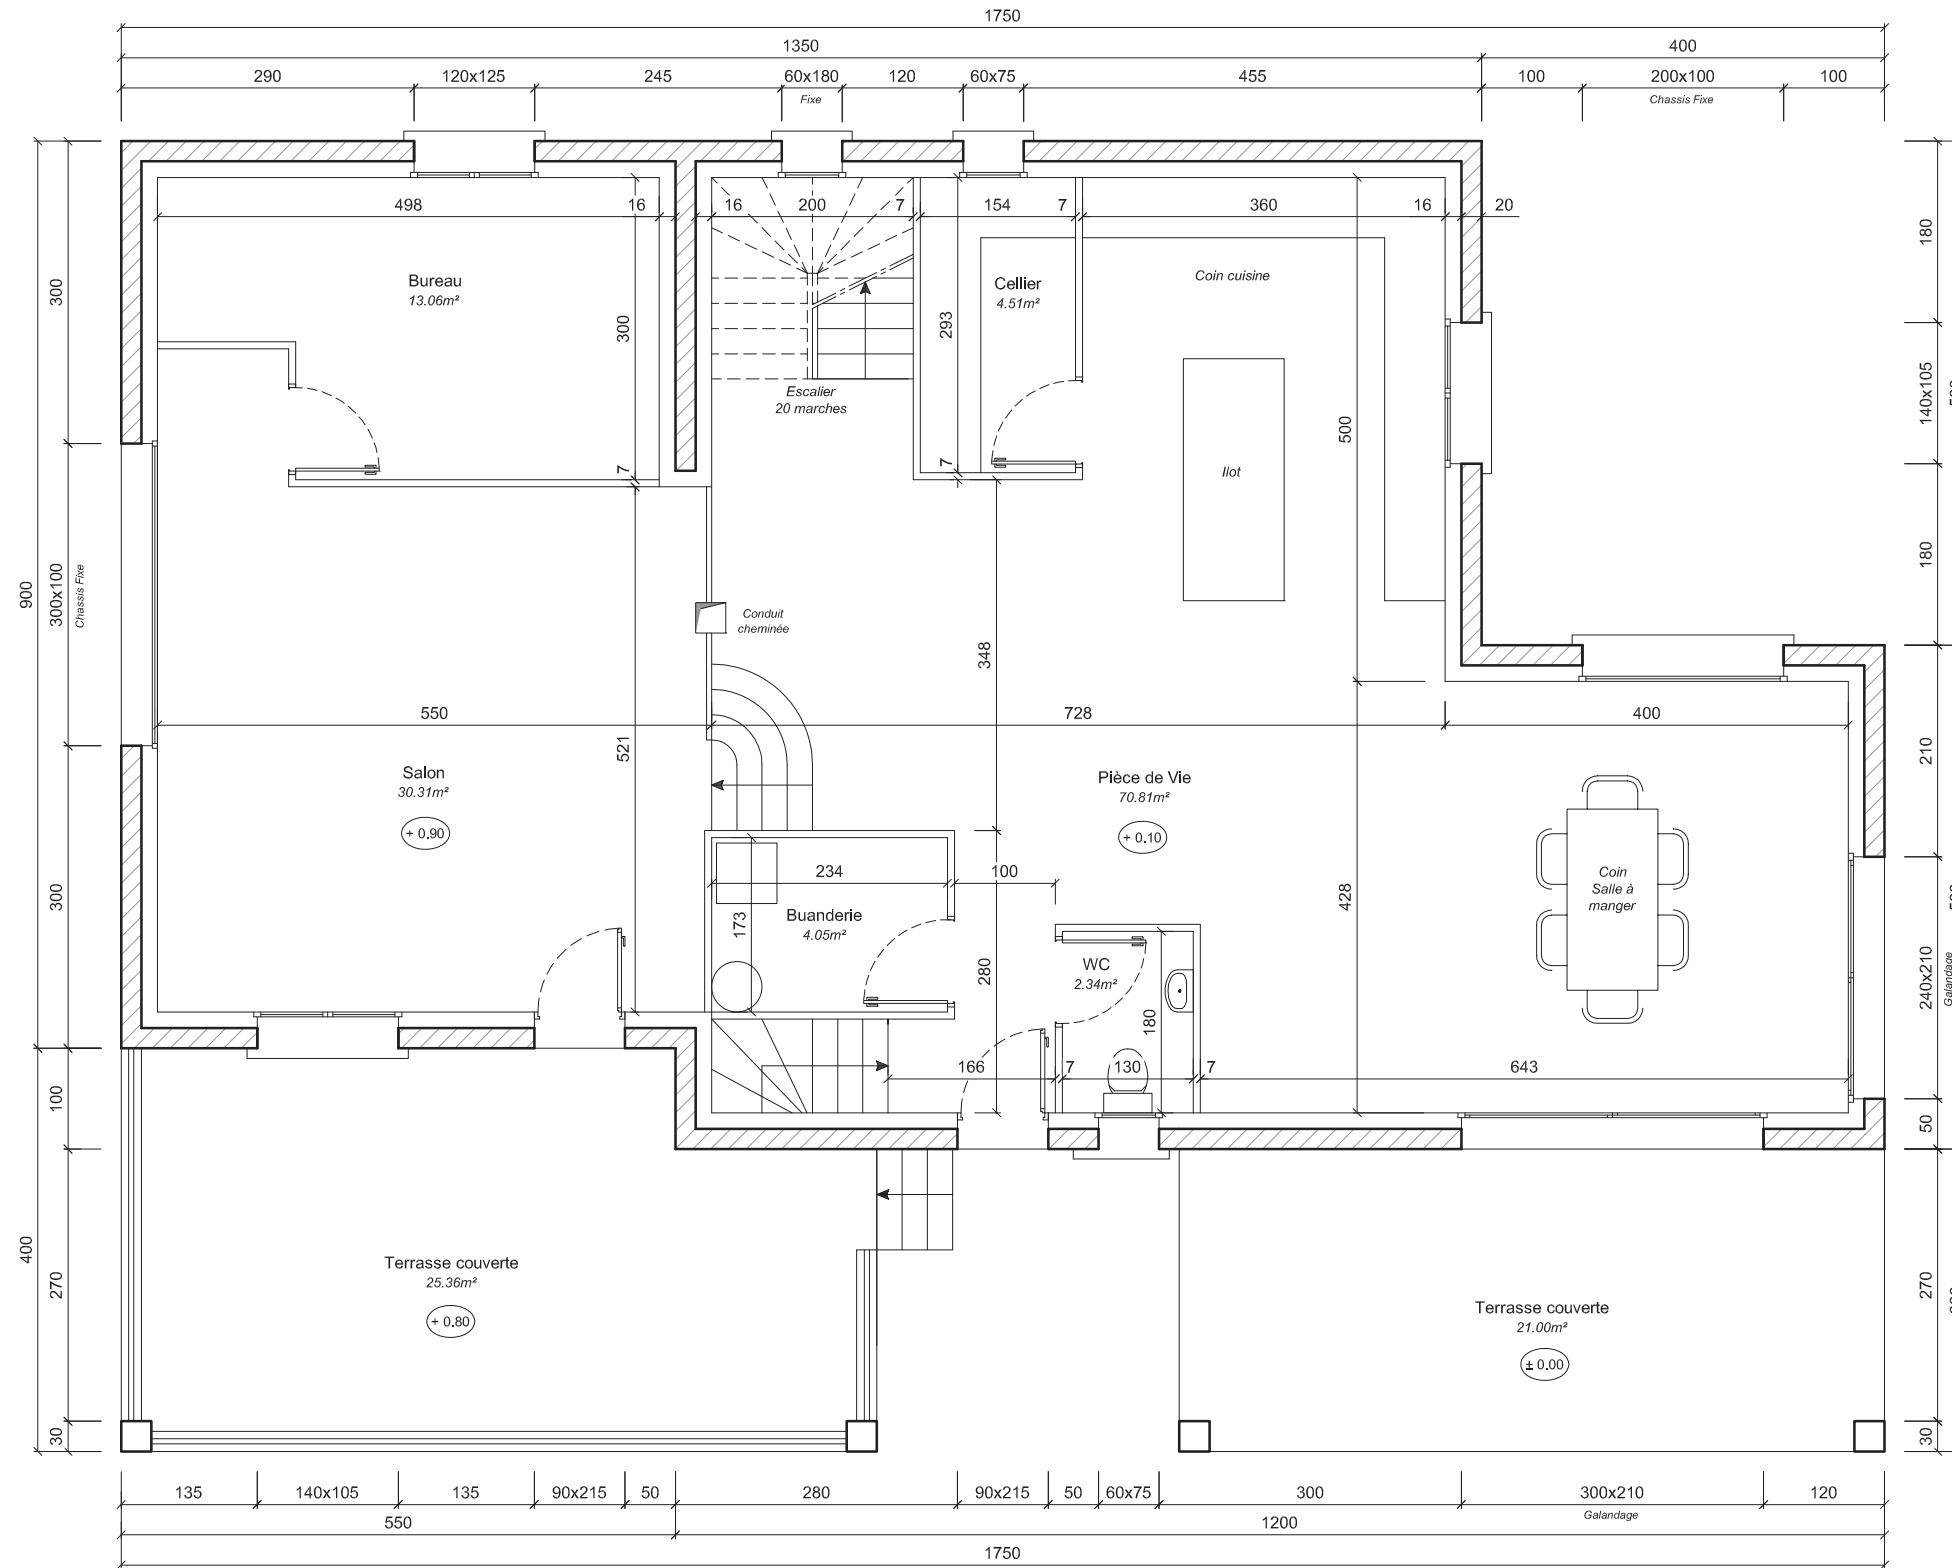 1750
1350 400
290 120x125 245 60x180 120 60x75 455 100 200x100 100
Fixe Chassis Fixe
498 16 16 200 7 154 7 360 16 20
Bureau
13.06m²
300
Cellier
4.51m²
293
Coin cuisine
Escalier
20 marches
7
7
500
Ilot
180
140x105
180
300
900
300x100
Chassis Fixe
Conduit
cheminée
348
550 728 400
521
210
Salon
30.31m²
+ 0.90
Pièce de Vie
70.81m²
+ 0.10
Coin
Salle à
manger
234 100
173
Buanderie
4.05m²
300
428
280
WC
2.34m²
180
240x210
Galandage
166 7 130 7 643
100
50
400
270
30
Terrasse couverte
25.36m²
+ 0.80
Terrasse couverte
21.00m²
± 0.00
270
30
135 140x105 135 90x215 50 280 90x215 50 60x75 300 300x210 120
Galandage
550 1200
1750